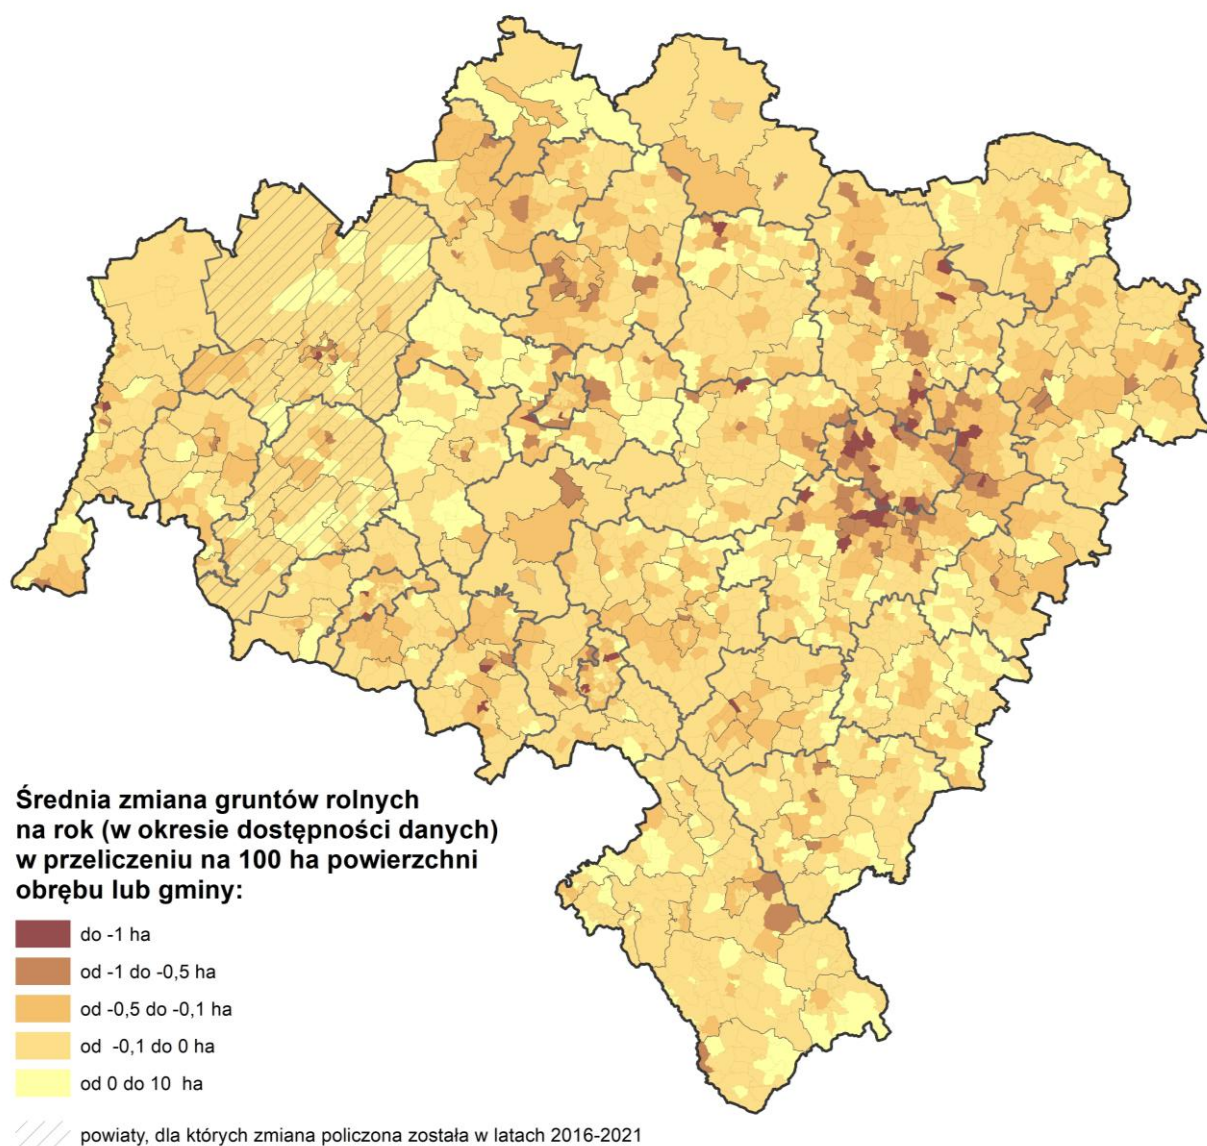 Średnia zmiana gruntów rolnych
na rok (w okresie dostępności danych)
w przeliczeniu na 100 ha powierzchni
obrębu lub gminy:
do -1 ha
od -1 do -0,5 ha
od -0,5 do -0,1 ha
od -0,1 do 0 ha
od 0 do 10 ha
powiaty, dla których zmiana policzona została w latach 2016-2021